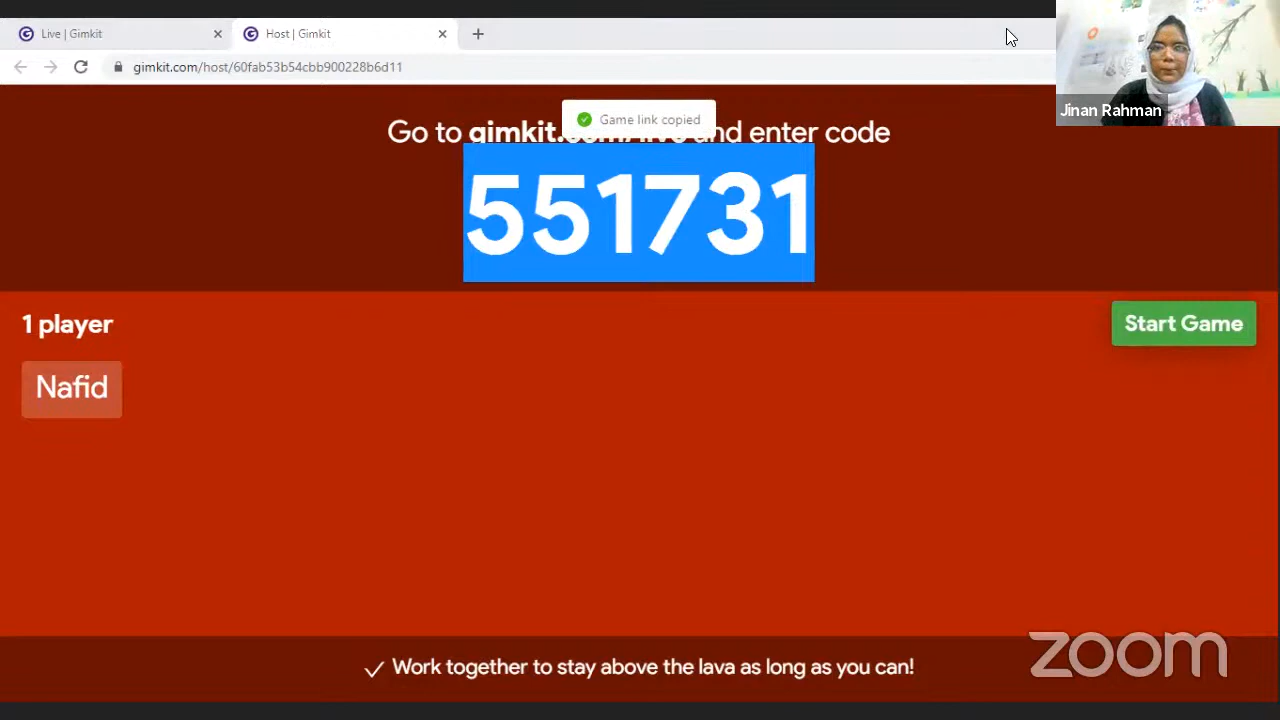 Live | Gimkit
Host | Gimkit
gimkit.com/host/60fab53b54cbb900228b6d11
Jinan Rahman
Game link copied
Go to gimkit.com/live and enter code
551731
1 player
Start Game
Nafid
Work together to stay above the lava as long as you can!
zoom